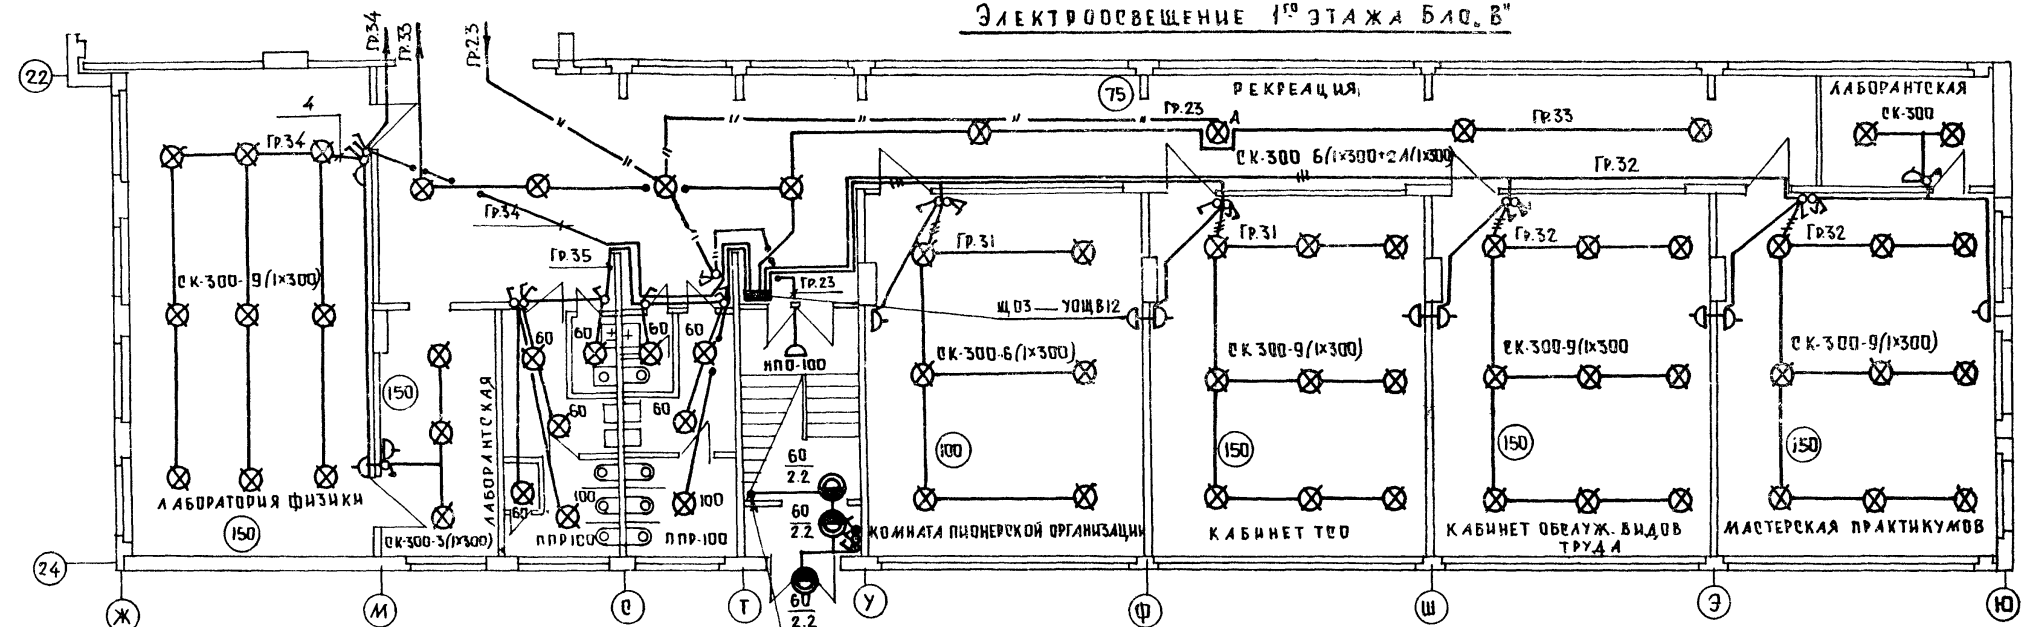 ЭЛЕКТРООСВЕЩЕНИЕ 1го ЭТАЖА БЛО„В"
ГР.34
ГР.33
ГР.23
22
75
РЕКРЕАЦИЯ
ЛАБОРАНТСКАЯ
СК-300
4
ГР.34
ГР.23
А
ГР.33
СК-300 6(1×300+2А(1×300)
ГР.32
ГР.34
ГР.31
ГР.31
ГР.32
ГР.32
ГР.35
СК-300-9(1×300)
ГР.23
ЩО3 — УОЩВ12
60
60
60
60
СК-300-6(1×300)
СК-300-9(1×300)
СК-300-9(1×300
СК-300-9(1×300)
НПО-100
150
ЛАБОРАНТСКАЯ
60
60
100
150
150
150
60
2.2
ЛАБОРАТОРИЯ ФИЗИКИ
60
100
100
60
2.2
150
СК-300-3(1×300)
ППР100
ППР-100
КОМНАТА ПИОНЕРСКОЙ ОРГАНИЗАЦИИ
КАБИНЕТ ТСО
КАБИНЕТ ОБСЛУЖ. ВИДОВ
ТРУДА
МАСТЕРСКАЯ ПРАКТИКУМОВ
24
60
2.2
Ж
М
С
Т
У
Ф
Ш
Э
Ю